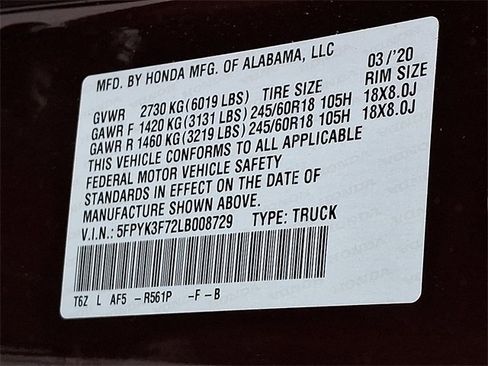 MFD. BY HONDA MFG. OF ALABAMA, LLC 03/'20
GVWR 2730 KG (6019 LBS) TIRE SIZE RIM SIZE
GAWR F 1420 KG (3131 LBS) 245/60R18 105H 18X8.0J
GAWR R 1460 KG (3219 LBS) 245/60R18 105H 18X8.0J
THIS VEHICLE CONFORMS TO ALL APPLICABLE
FEDERAL MOTOR VEHICLE SAFETY
STANDARDS IN EFFECT ON THE DATE OF
MANUFACTURE SHOWN ABOVE.
V.I.N.: 5FPYK3F72LB008729 TYPE: TRUCK
T6Z L AF5 -R561P -F-B